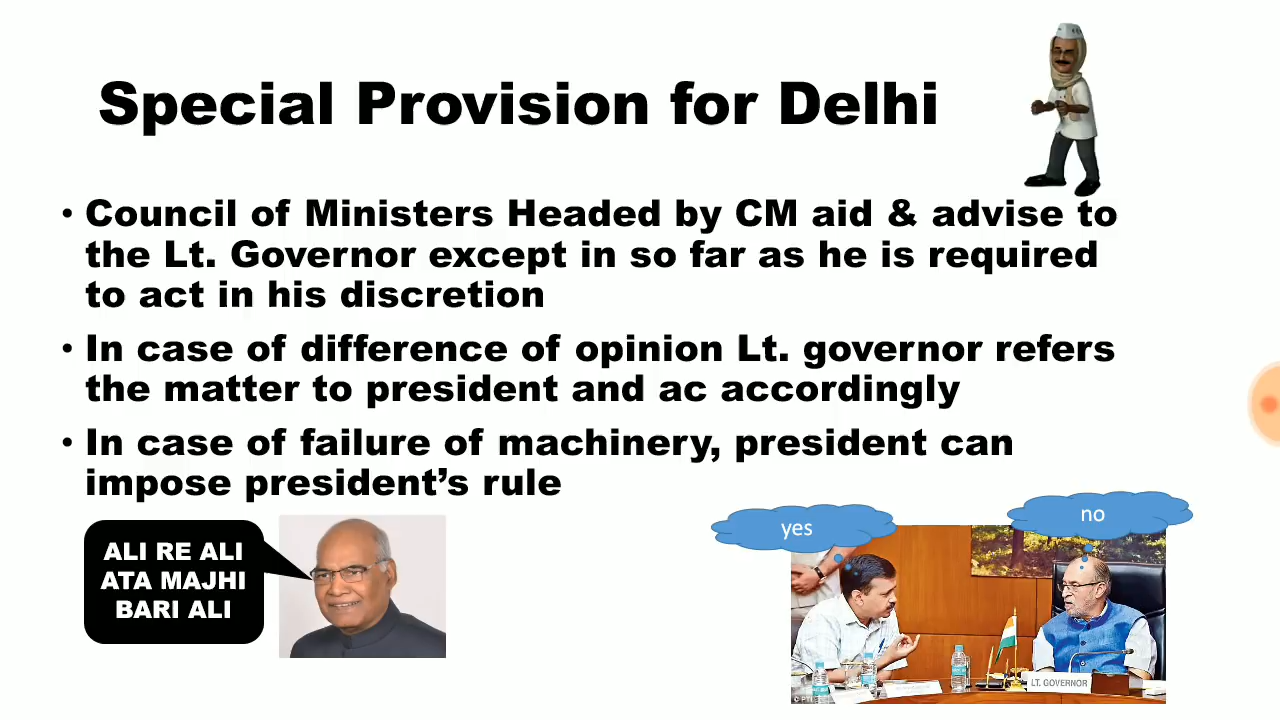 Special Provision for Delhi
• Council of Ministers Headed by CM aid & advise to
the Lt. Governor except in so far as he is required
to act in his discretion
• In case of difference of opinion Lt. governor refers
the matter to president and ac accordingly
• In case of failure of machinery, president can
impose president’s rule
ALI RE ALI
ATA MAJHI
BARI ALI
yes
no
LT. GOVERNOR